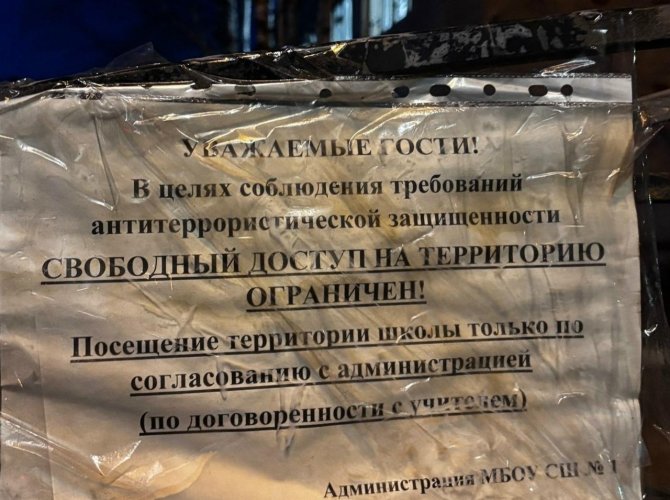 УВАЖАЕМЫЕ ГОСТИ!
В целях соблюдения требований
антитеррористической защищенности
СВОБОДНЫЙ ДОСТУП НА ТЕРРИТОРИЮ
ОГРАНИЧЕН!
Посещение территории школы только по
согласованию с администрацией
(по договоренности с учителем)
Администрация МБОУ СШ № 1